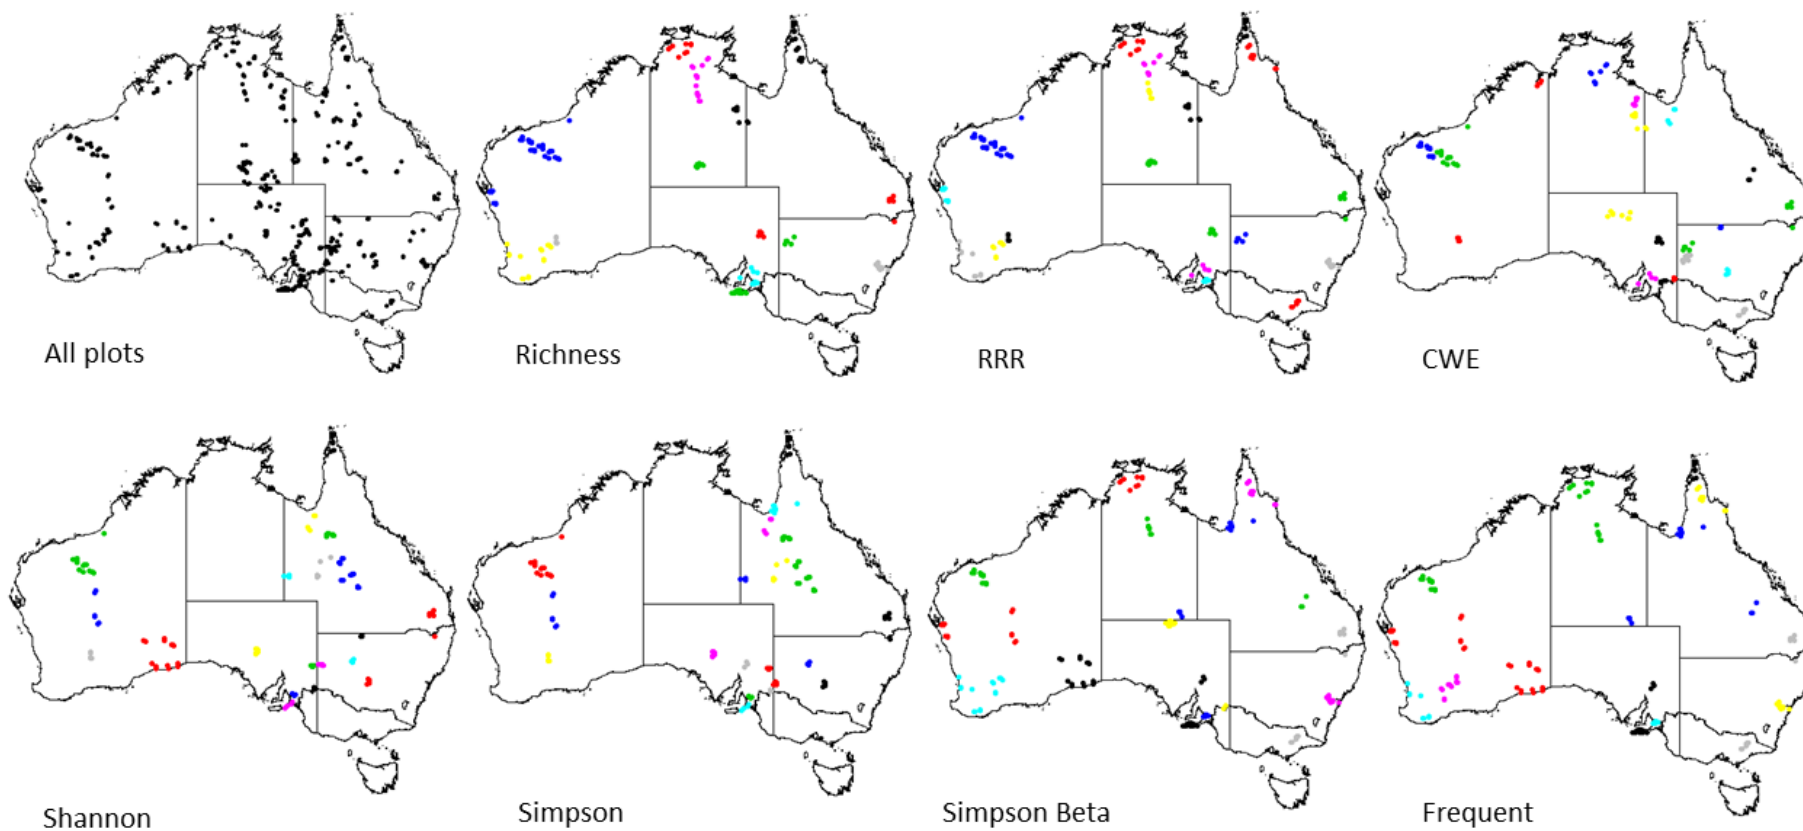 All plots
Richness
RRR
CWE
Shannon
Simpson
Simpson Beta
Frequent